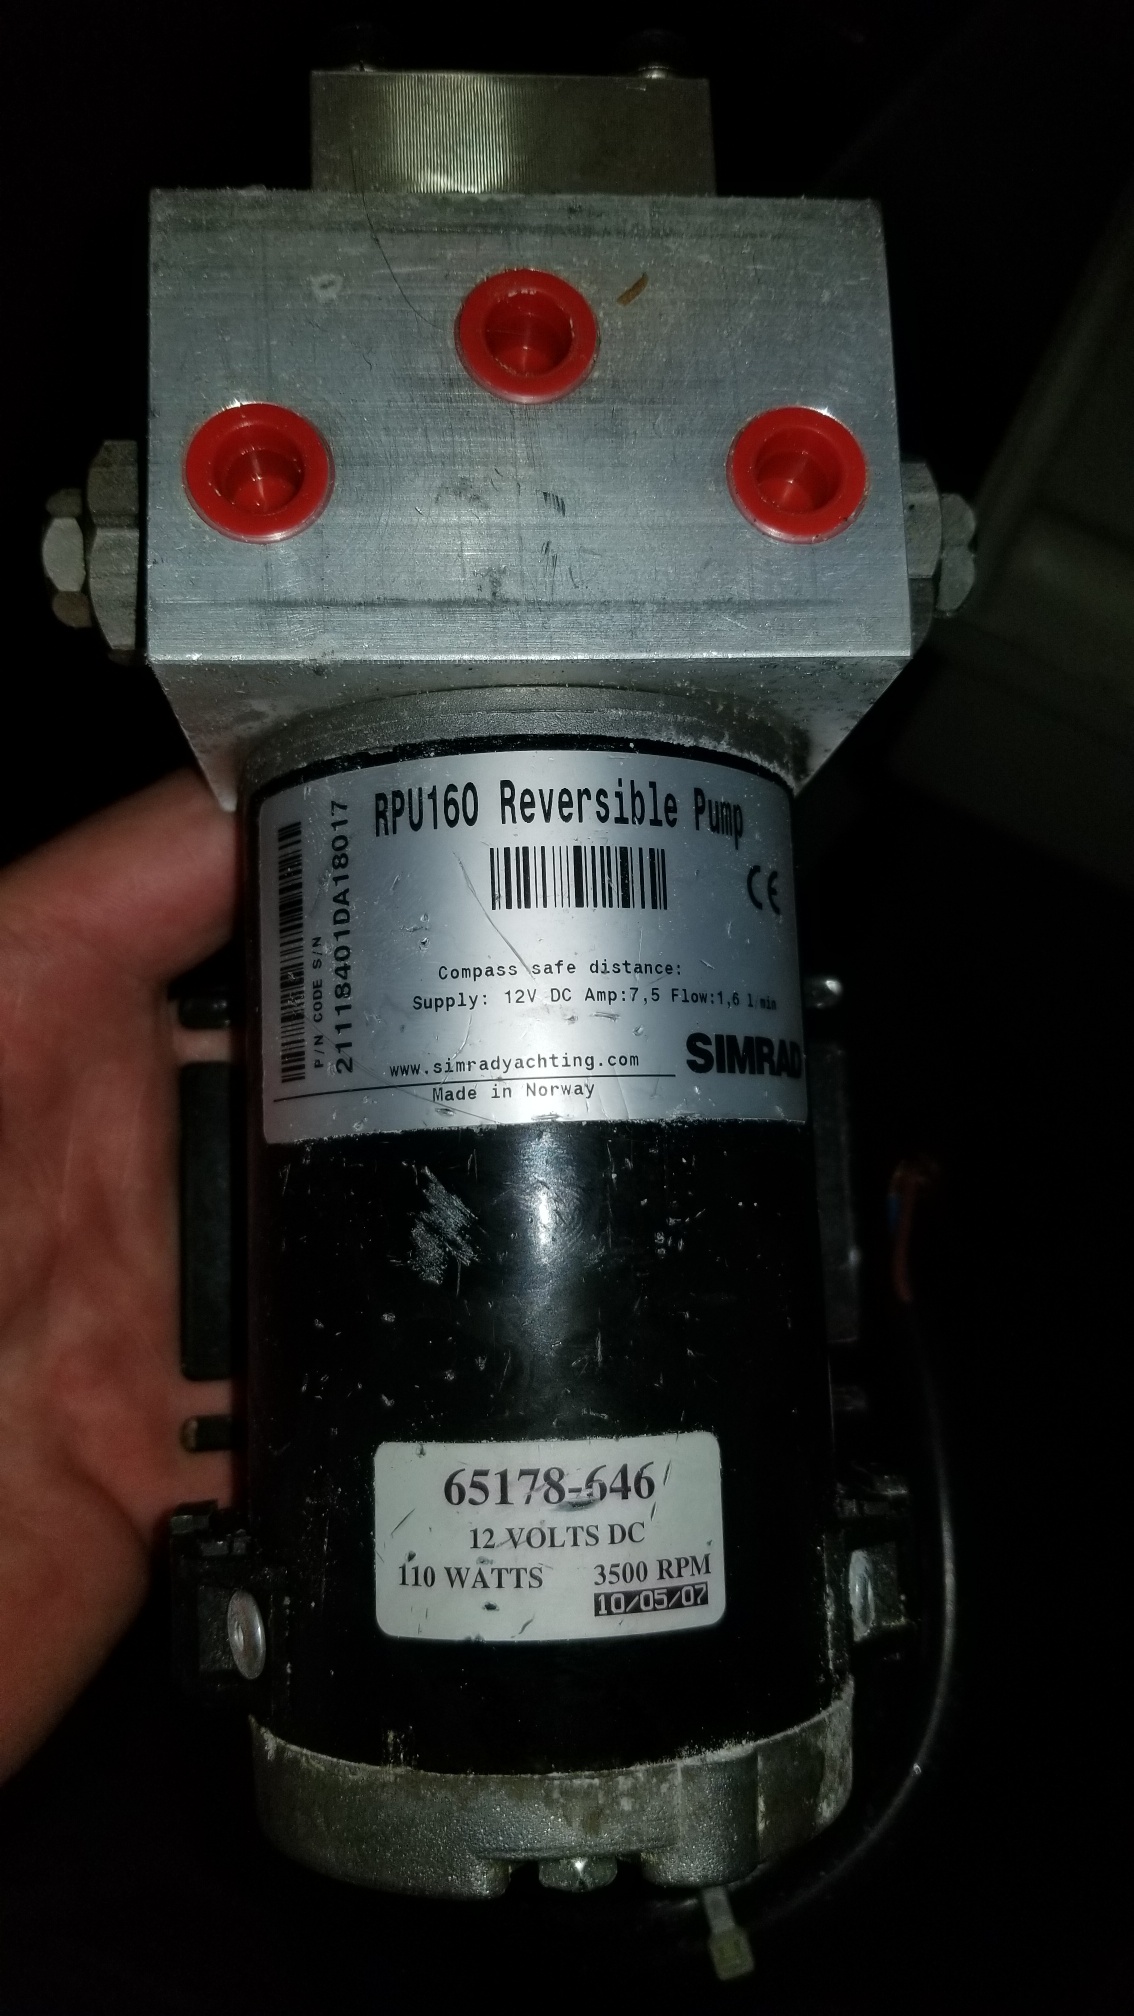 RPU160 Reversible Pump
CE
P/N CODE S/N
21118401DA18017
Compass safe distance:
Supply: 12V DC Amp:7,5 Flow:1,6 l/min
www.simradyachting.com
SIMRAD
Made in Norway
65178-646
12 VOLTS DC
110 WATTS 3500 RPM
10/05/07